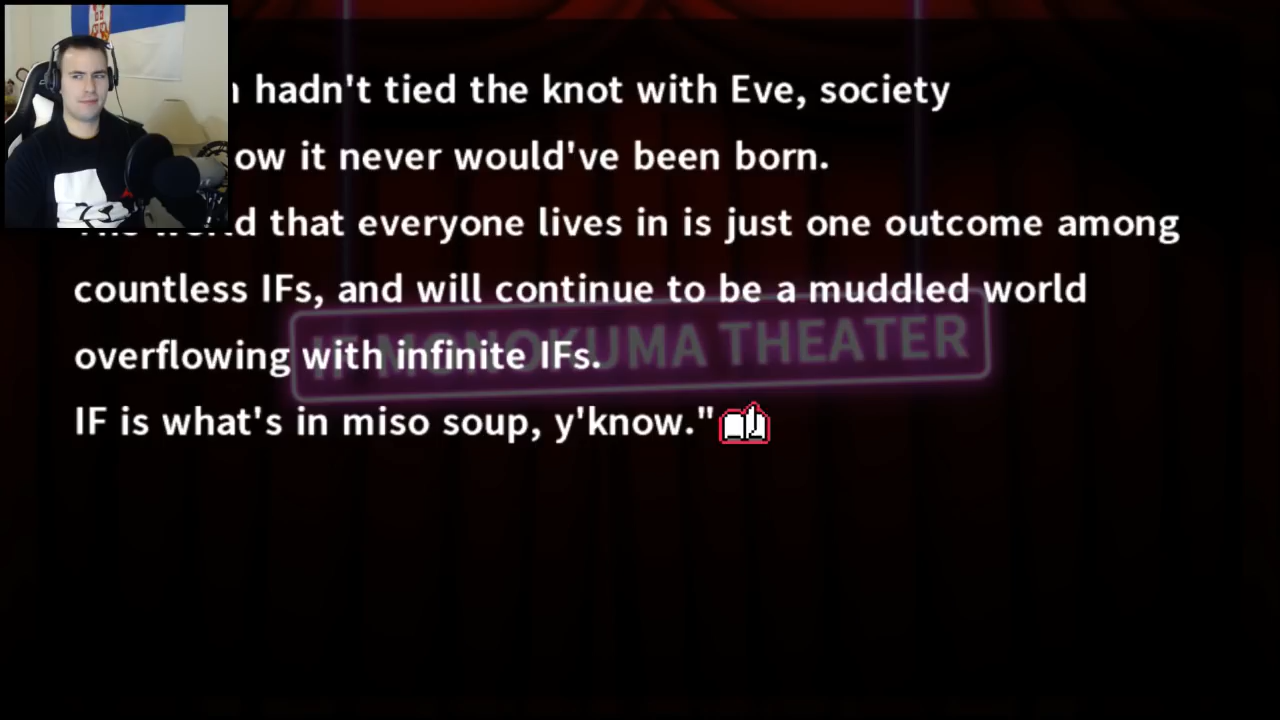 hadn't tied the knot with Eve, society
it never would've been born.
that everyone lives in is just one outcome among
countless IFs, and will continue to be a muddled world
overflowing with infinite IFs.
IF is what's in miso soup, y'know."
IF MONOKUMA THEATER